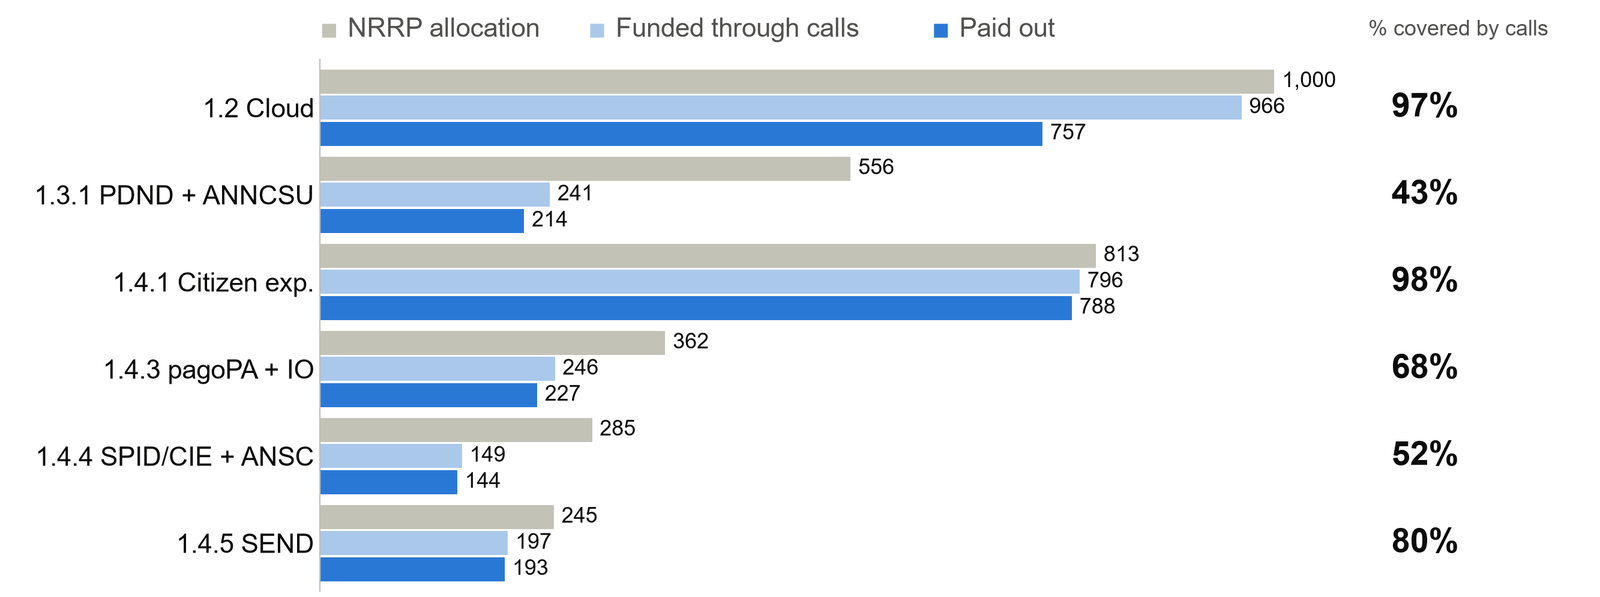 NRRP allocation Funded through calls Paid out % covered by calls
1.2 Cloud 1,000 966 757 97%
1.3.1 PDND + ANNCSU 556 241 214 43%
1.4.1 Citizen exp. 813 796 788 98%
1.4.3 pagoPA + IO 362 246 227 68%
1.4.4 SPID/CIE + ANSC 285 149 144 52%
1.4.5 SEND 245 197 193 80%